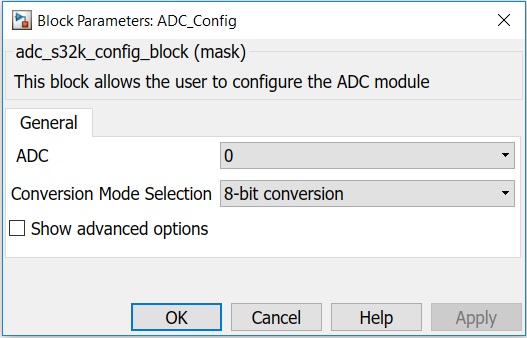 Block Parameters: ADC_Config
adc_s32k_config_block (mask)
This block allows the user to configure the ADC module
General
ADC 0
Conversion Mode Selection 8-bit conversion
Show advanced options
OK Cancel Help Apply